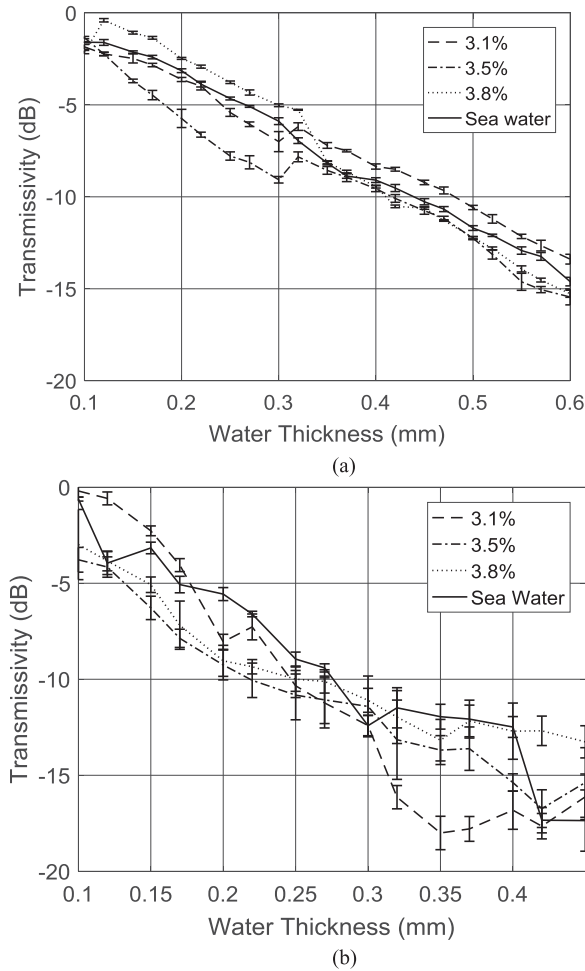 0
-5
-10
-15
-20
Transmissivity (dB)
3.1%
3.5%
3.8%
Sea water
0.1 0.2 0.3 0.4 0.5 0.6
Water Thickness (mm)
(a)
0
-5
-10
-15
-20
Transmissivity (dB)
3.1%
3.5%
3.8%
Sea Water
0.1 0.15 0.2 0.25 0.3 0.35 0.4
Water Thickness (mm)
(b)